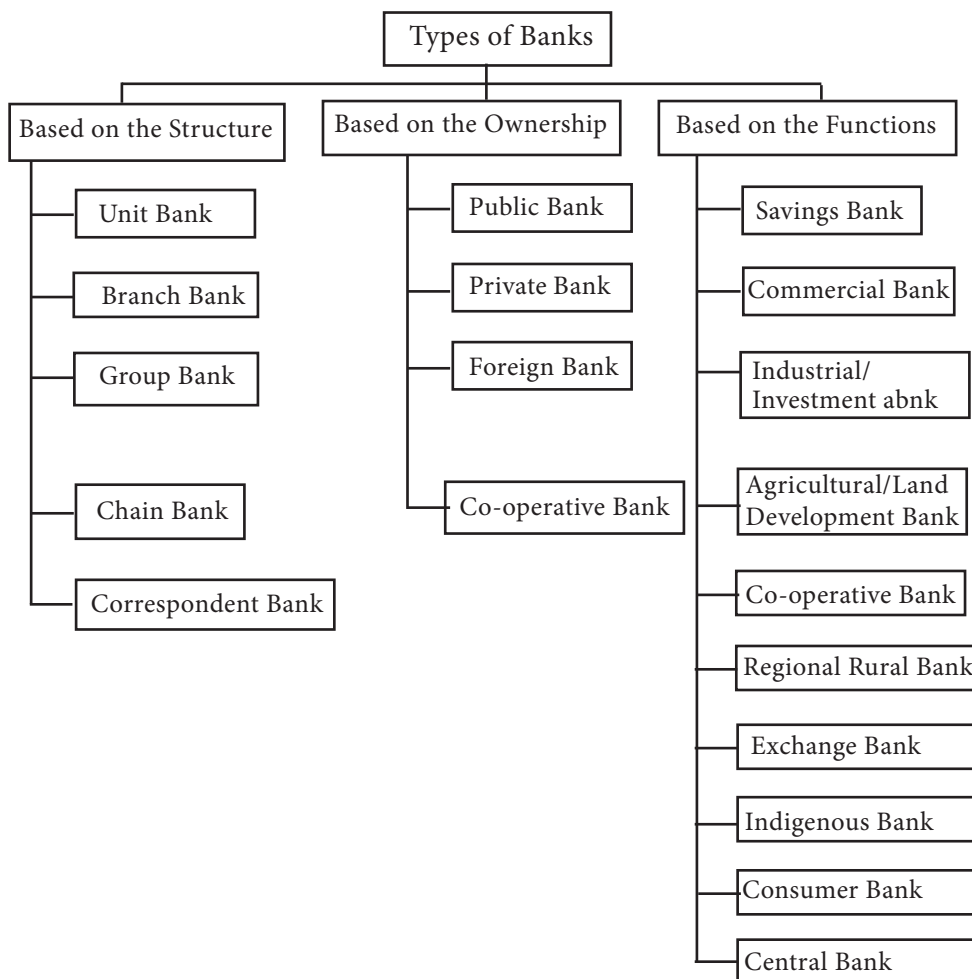 Types of Banks
Based on the Structure
Unit Bank
Branch Bank
Group Bank
Chain Bank
Correspondent Bank
Based on the Ownership
Public Bank
Private Bank
Foreign Bank
Co-operative Bank
Based on the Functions
Savings Bank
Commercial Bank
Industrial/
Investment abnk
Agricultural/Land
Development Bank
Co-operative Bank
Regional Rural Bank
Exchange Bank
Indigenous Bank
Consumer Bank
Central Bank